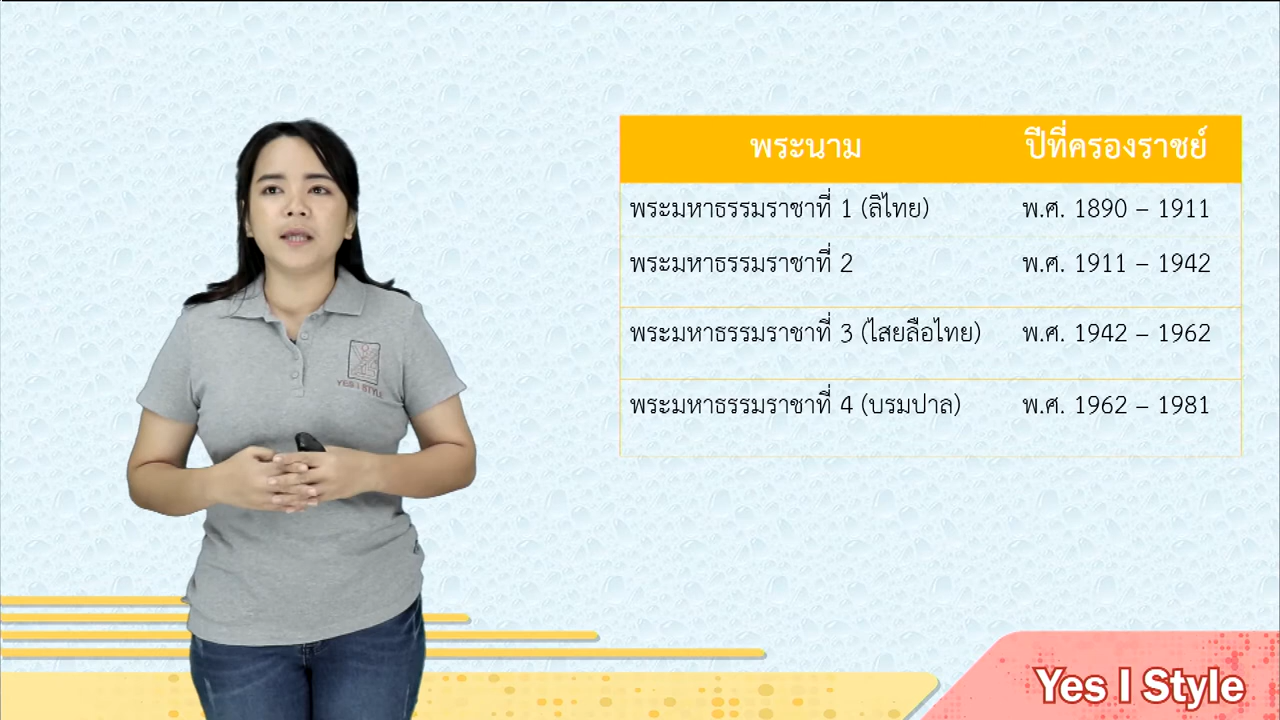 พระนาม ปีที่ครองราชย์
พระมหาธรรมราชาที่ 1 (ลิไทย) พ.ศ. 1890 – 1911
พระมหาธรรมราชาที่ 2 พ.ศ. 1911 – 1942
พระมหาธรรมราชาที่ 3 (ไสยลือไทย) พ.ศ. 1942 – 1962
พระมหาธรรมราชาที่ 4 (บรมปาล) พ.ศ. 1962 – 1981
YES I STYLE
Yes I Style